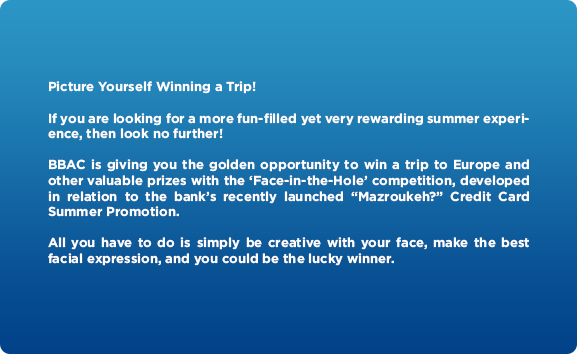 Picture Yourself Winning a Trip!
If you are looking for a more fun-filled yet very rewarding summer experi-
ence, then look no further!
BBAC is giving you the golden opportunity to win a trip to Europe and
other valuable prizes with the ‘Face-in-the-Hole’ competition, developed
in relation to the bank’s recently launched “Mazroukeh?” Credit Card
Summer Promotion.
All you have to do is simply be creative with your face, make the best
facial expression, and you could be the lucky winner.